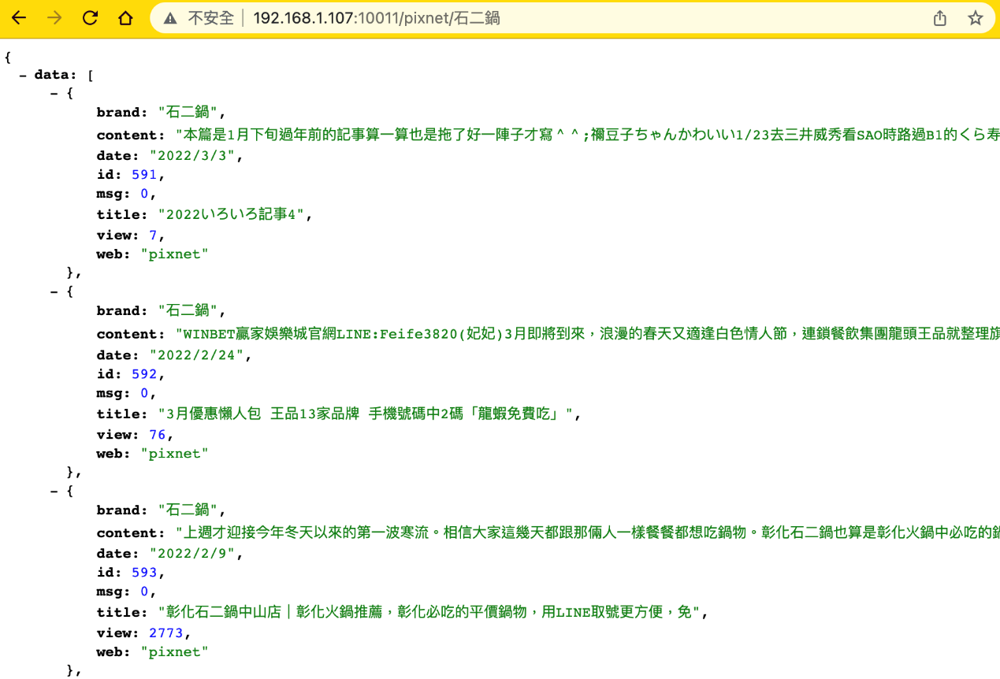 不安全 192.168.1.107:10011/pixnet/石二鍋
{
– data: [
– {
brand: "石二鍋",
content: "本篇是1月下旬過年前的記事算一算也是拖了好一陣子才寫＾＾;禰豆子ちゃんかわいい1/23去三井威秀看SAO時路過B1的くら寿
date: "2022/3/3",
id: 591,
msg: 0,
title: "2022いろいろ記事4",
view: 7,
web: "pixnet"
},
– {
brand: "石二鍋",
content: "WINBET贏家娛樂城官網LINE:Feife3820(妃妃)3月即將到來，浪漫的春天又適逢白色情人節，連鎖餐飲集團龍頭王品就整理旗
date: "2022/2/24",
id: 592,
msg: 0,
title: "3月優惠懶人包 王品13家品牌 手機號碼中2碼「龍蝦免費吃」",
view: 76,
web: "pixnet"
},
– {
brand: "石二鍋",
content: "上週才迎接今年冬天以來的第一波寒流。相信大家這幾天都跟那倆人一樣餐餐都想吃鍋物。彰化石二鍋也算是彰化火鍋中必吃的鍋
date: "2022/2/9",
id: 593,
msg: 0,
title: "彰化石二鍋中山店｜彰化火鍋推薦，彰化必吃的平價鍋物，用LINE取號更方便，免",
view: 2773,
web: "pixnet"
},